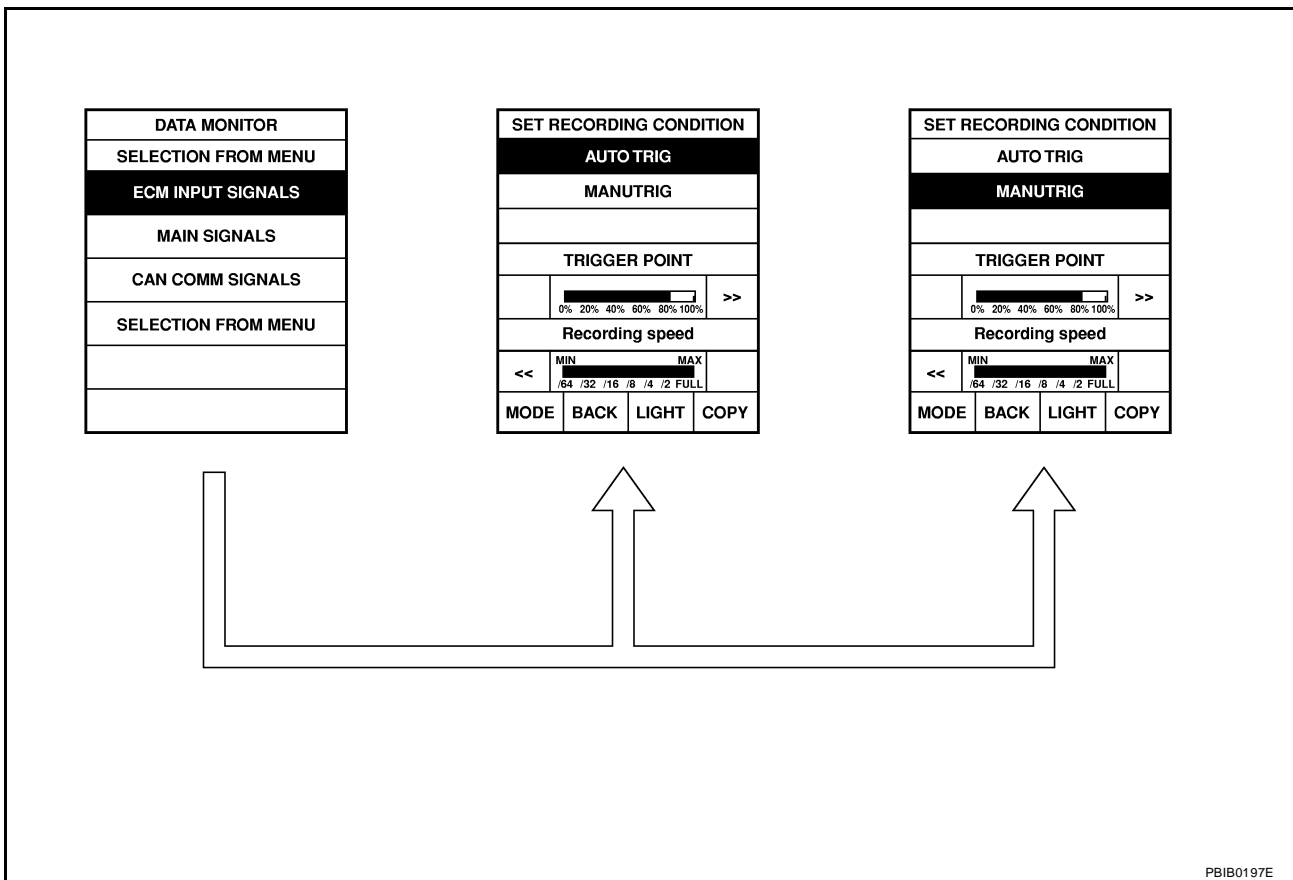 DATA MONITOR
SELECTION FROM MENU
ECM INPUT SIGNALS
MAIN SIGNALS
CAN COMM SIGNALS
SELECTION FROM MENU
SET RECORDING CONDITION
AUTO TRIG
MANUTRIG
TRIGGER POINT
>>
0% 20% 40% 60% 80% 100%
Recording speed
MIN MAX
<<
/64 /32 /16 /8 /4 /2 FULL
MODE BACK LIGHT COPY
SET RECORDING CONDITION
AUTO TRIG
MANUTRIG
TRIGGER POINT
>>
0% 20% 40% 60% 80% 100%
Recording speed
MIN MAX
<<
/64 /32 /16 /8 /4 /2 FULL
MODE BACK LIGHT COPY
PBIB0197E